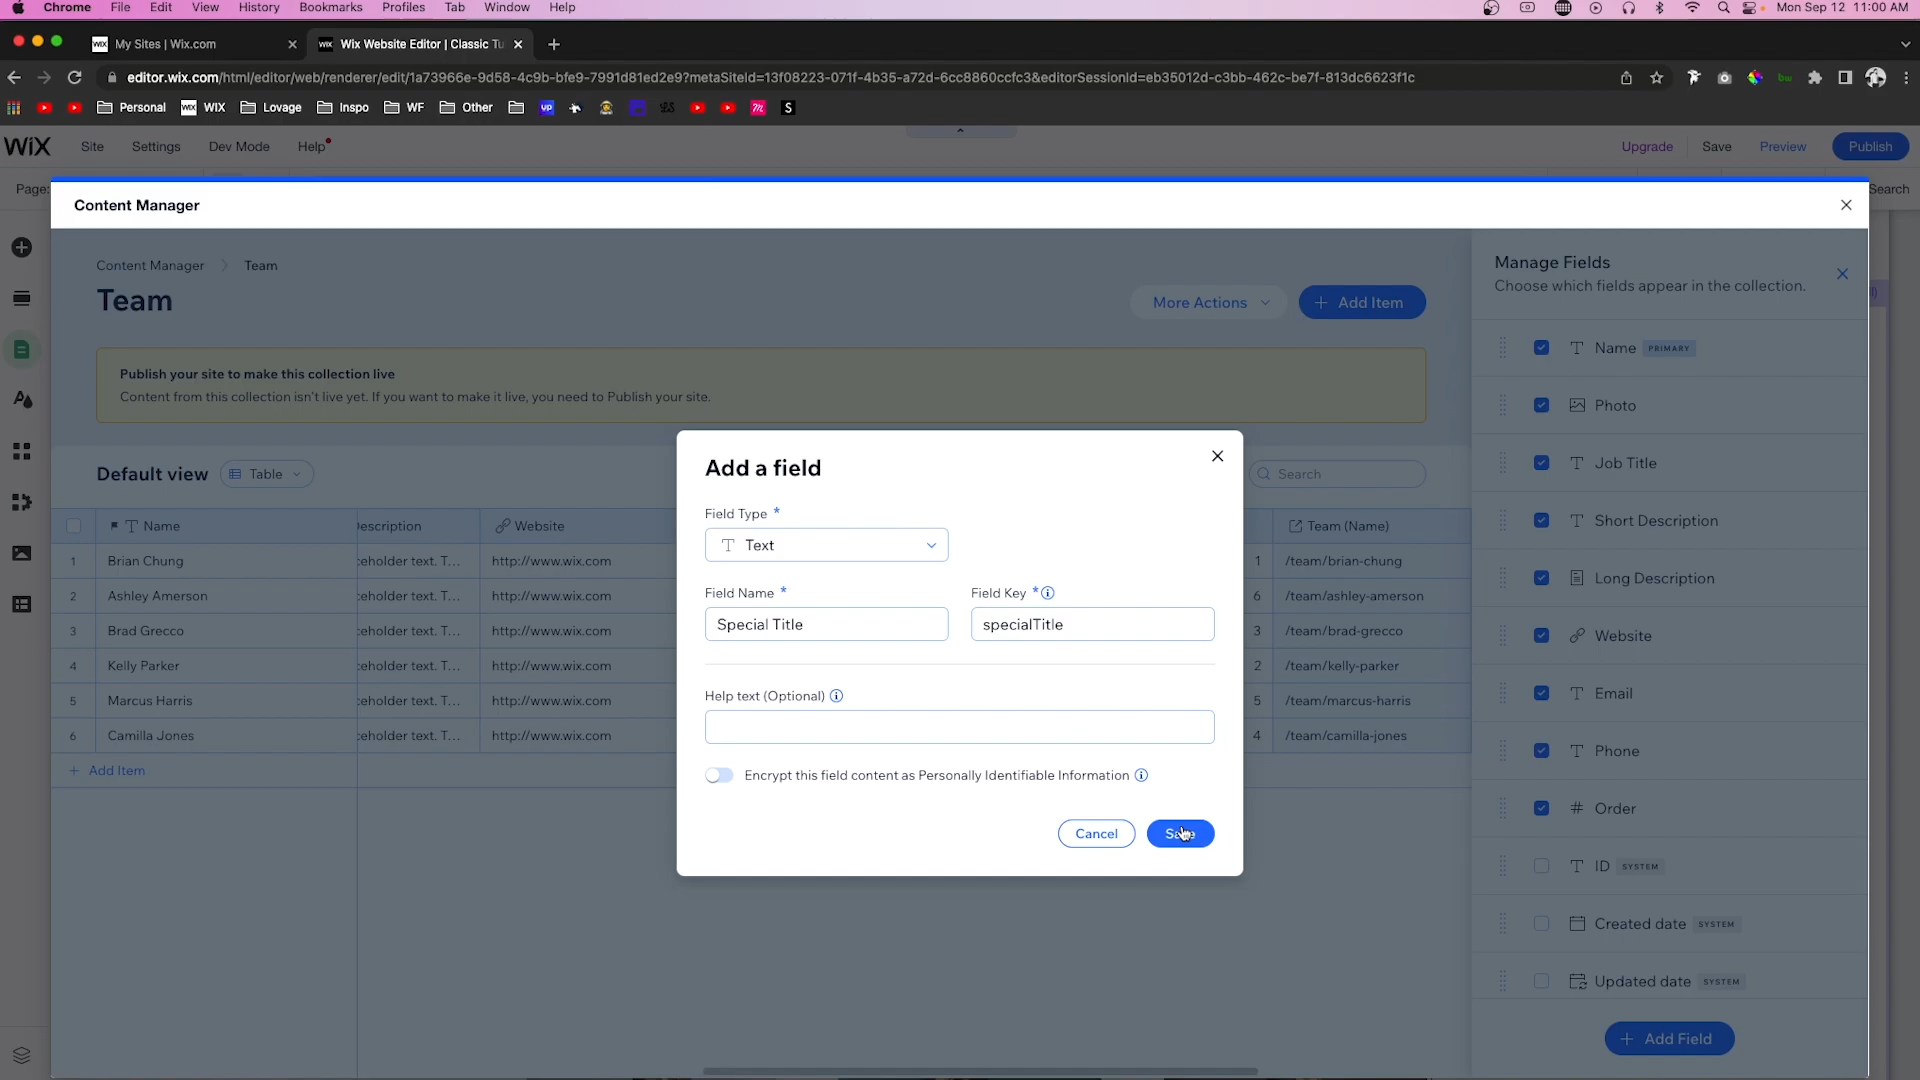 Chrome File Edit View History Bookmarks Profiles Tab Window Help Mon Sep 12 11:00 AM
My Sites | Wix.com
Wix Website Editor | Classic Tu
editor.wix.com/html/editor/web/renderer/edit/1a73966e-9d58-4c9b-bfe9-7991d81ed2e9?metaSiteId=13f08223-071f-4b35-a72d-6cc8860ccfc3&editorSessionId=eb35012d-c3bb-462c-be7f-813dc6623f1c
Personal WIX Lovage Inspo WF Other
WiX Site Settings Dev Mode Help Upgrade Save Preview Publish
Page: Search
Content Manager
Content Manager Team
Team
More Actions + Add Item
Publish your site to make this collection live
Content from this collection isn't live yet. If you want to make it live, you need to Publish your site.
Default view Table Search
Name escription Website Team (Name)
1 Brian Chung ceholder text. T... http://www.wix.com 1 /team/brian-chung
2 Ashley Amerson ceholder text. T... http://www.wix.com 6 /team/ashley-amerson
3 Brad Grecco ceholder text. T... http://www.wix.com 3 /team/brad-grecco
4 Kelly Parker ceholder text. T... http://www.wix.com 2 /team/kelly-parker
5 Marcus Harris ceholder text. T... http://www.wix.com 5 /team/marcus-harris
6 Camilla Jones ceholder text. T... http://www.wix.com 4 /team/camilla-jones
+ Add Item
Add a field
Field Type *
Text
Field Name * Field Key *
Special Title specialTitle
Help text (Optional)
Encrypt this field content as Personally Identifiable Information
Cancel Save
Manage Fields
Choose which fields appear in the collection.
Name PRIMARY
Photo
Job Title
Short Description
Long Description
Website
Email
Phone
Order
ID SYSTEM
Created date SYSTEM
Updated date SYSTEM
+ Add Field